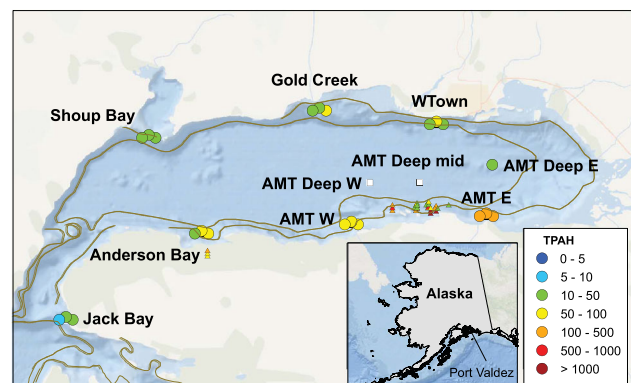 Gold Creek
WTown
Shoup Bay
AMT Deep mid
AMT Deep E
AMT Deep W
AMT E
AMT W
Anderson Bay
Jack Bay
Alaska
Port Valdez
TPAH
0 - 5
5 - 10
10 - 50
50 - 100
100 - 500
500 - 1000
> 1000